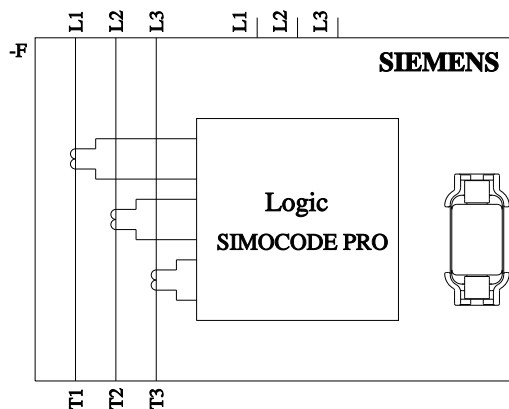 L1 L2 L3 L1 L2 L3
-F
SIEMENS
Logic
SIMOCODE PRO
T1 T2 T3